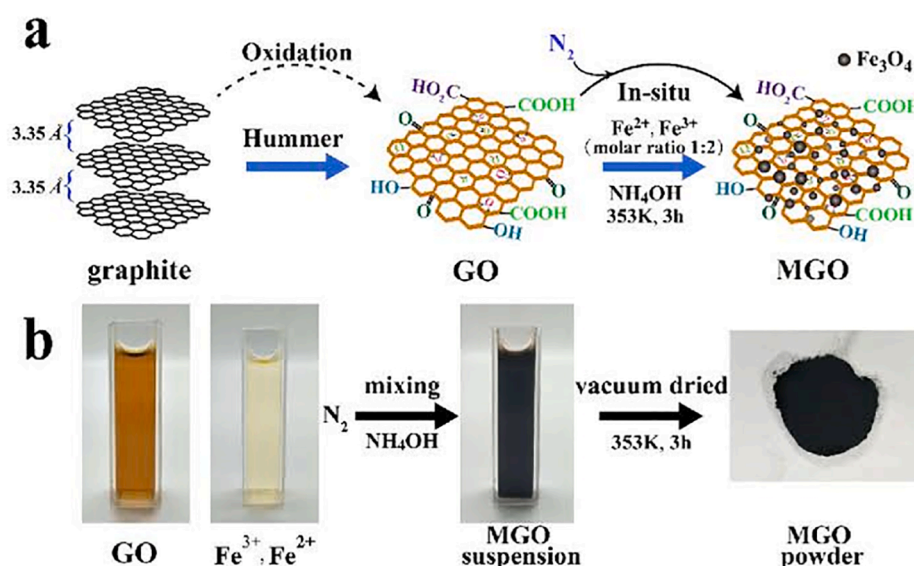 a
Oxidation
N₂
Fe₃O₄
3.35 Å
3.35 Å
Hummer
HO₂C
COOH
O
HO
O
O
COOH
OH
In-situ
Fe²⁺, Fe³⁺
(molar ratio 1:2)
NH₄OH
353K, 3h
HO₂C
COOH
O
HO
O
O
COOH
OH
graphite
GO
MGO
b
N₂
mixing
NH₄OH
vacuum dried
353K, 3h
GO
Fe³⁺, Fe²⁺
MGO
suspension
MGO
powder